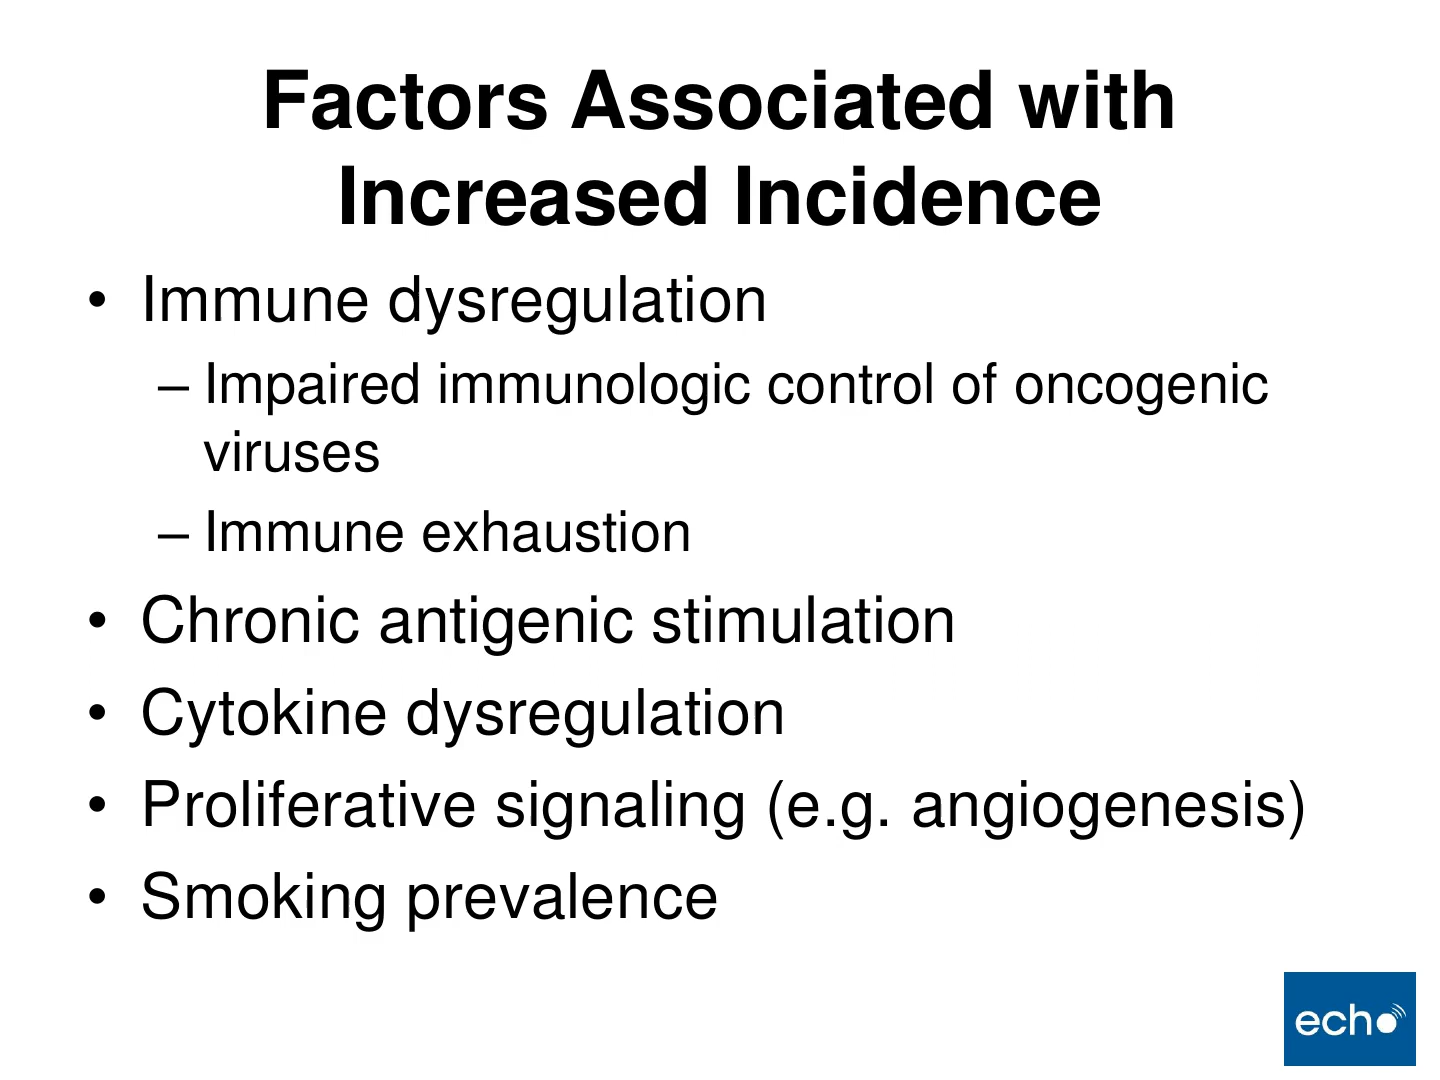 Factors Associated with
Increased Incidence
• Immune dysregulation
– Impaired immunologic control of oncogenic
viruses
– Immune exhaustion
• Chronic antigenic stimulation
• Cytokine dysregulation
• Proliferative signaling (e.g. angiogenesis)
• Smoking prevalence
echo